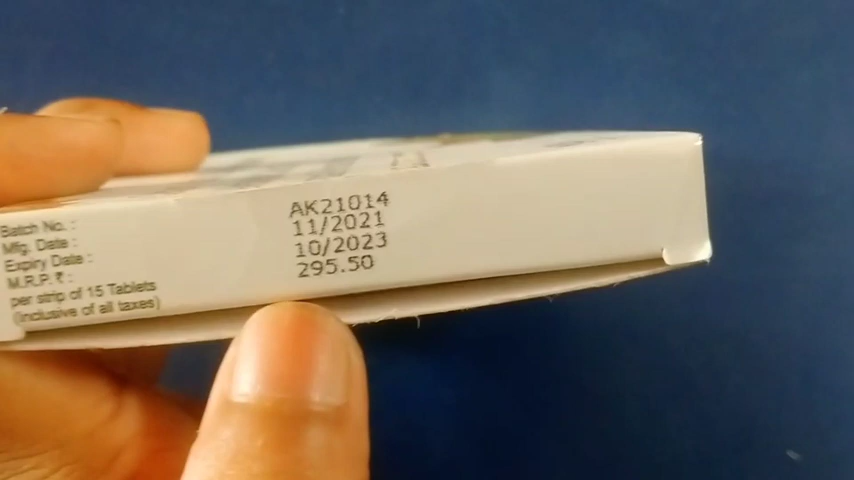 Batch No. :
Mfg. Date :
Expiry Date :
M.R.P. ₹ :
per strip of 15 Tablets
(inclusive of all taxes)
AK21014
11/2021
10/2023
295.50